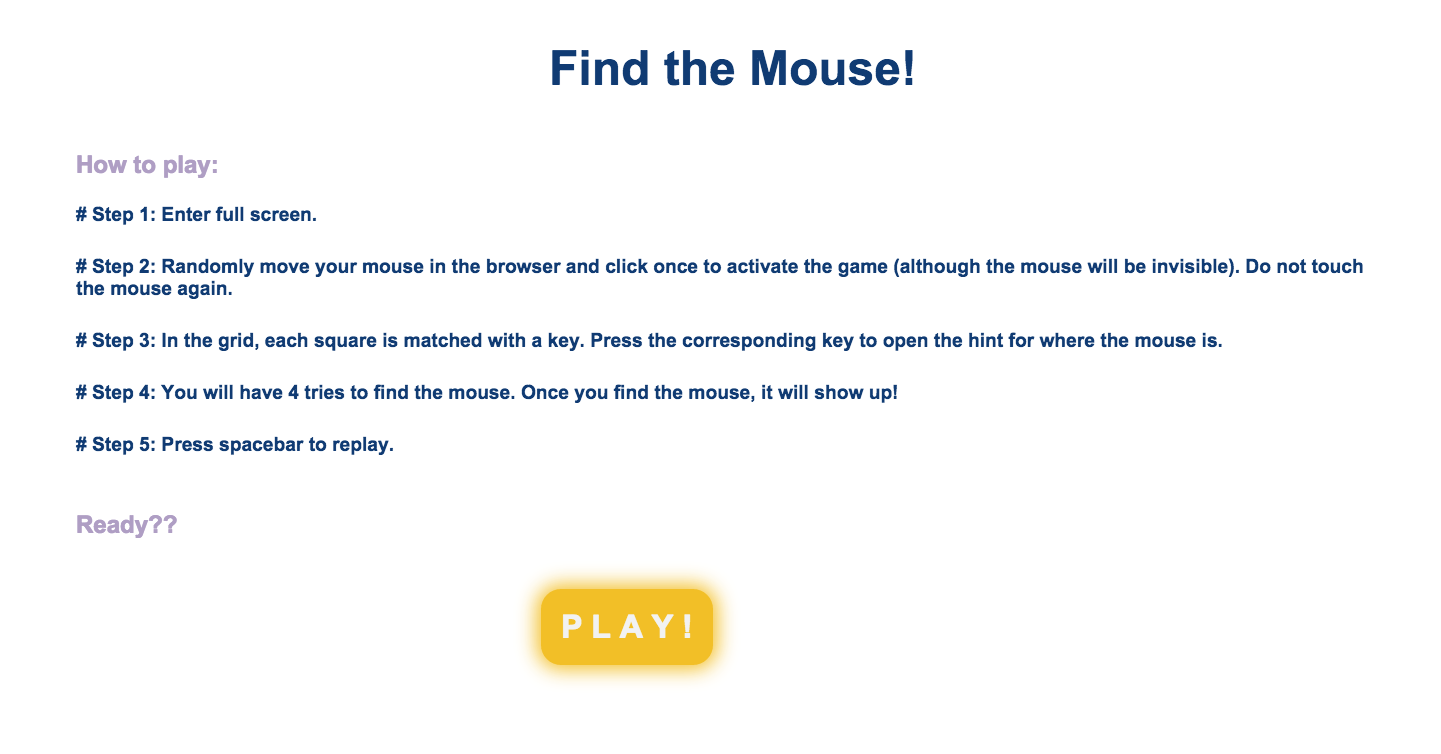 Find the Mouse!
How to play:
# Step 1: Enter full screen.
# Step 2: Randomly move your mouse in the browser and click once to activate the game (although the mouse will be invisible). Do not touch
the mouse again.
# Step 3: In the grid, each square is matched with a key. Press the corresponding key to open the hint for where the mouse is.
# Step 4: You will have 4 tries to find the mouse. Once you find the mouse, it will show up!
# Step 5: Press spacebar to replay.
Ready??
PLAY!